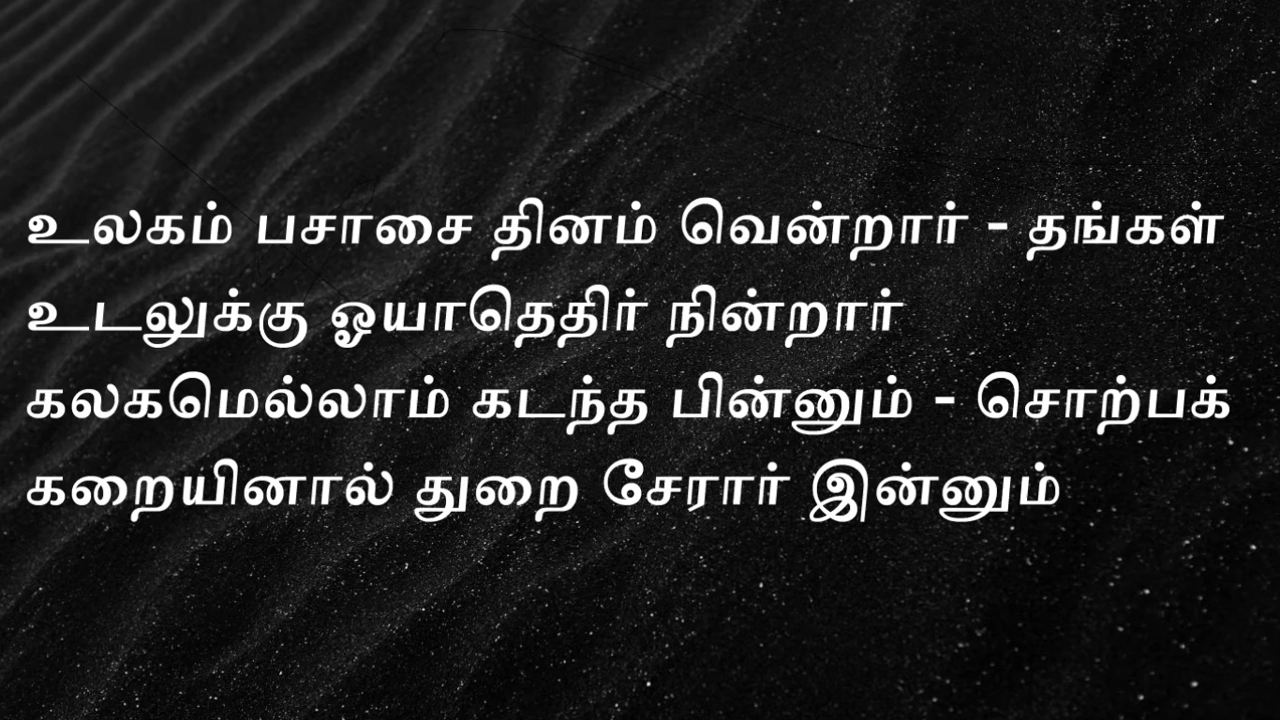 உலகம் பசாசை தினம் வென்றார் - தங்கள்
உடலுக்கு ஓயாதெதிர் நின்றார்
கலகமெல்லாம் கடந்த பின்னும் - சொற்பக்
கறையினால் துறை சேரார் இன்னும்